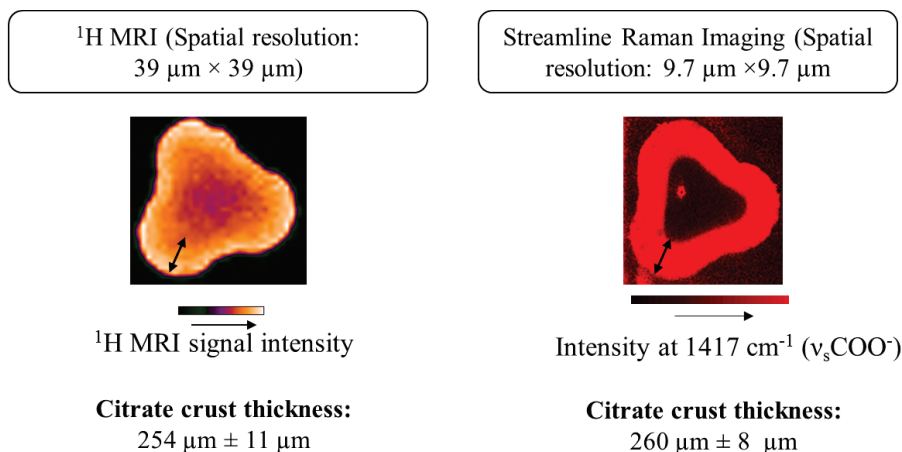 ¹H MRI (Spatial resolution:
39 µm × 39 µm)
Streamline Raman Imaging (Spatial
resolution: 9.7 µm ×9.7 µm
¹H MRI signal intensity
Intensity at 1417 cm⁻¹ (νₛCOO⁻)
Citrate crust thickness:
254 µm ± 11 µm
Citrate crust thickness:
260 µm ± 8 µm